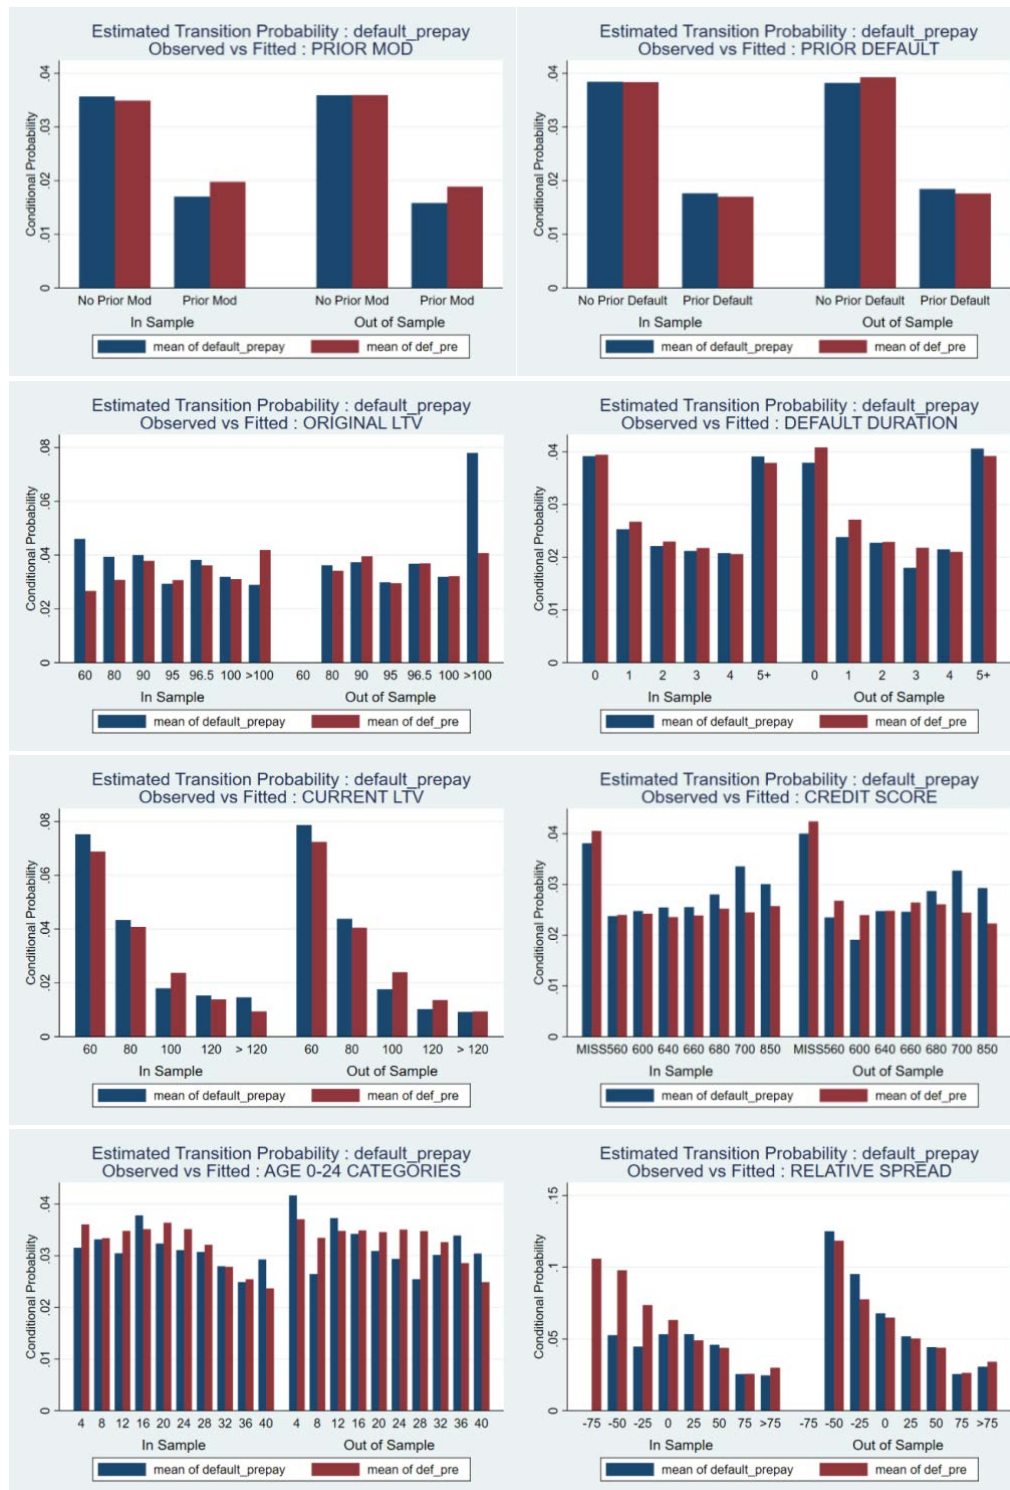 Estimated Transition Probability : default_prepay
Observed vs Fitted : PRIOR MOD
Conditional Probability
.04
.03
.02
.01
0
No Prior Mod Prior Mod No Prior Mod Prior Mod
In Sample Out of Sample
mean of default_prepay mean of def_pre
Estimated Transition Probability : default_prepay
Observed vs Fitted : PRIOR DEFAULT
Conditional Probability
.04
.03
.02
.01
0
No Prior Default Prior Default No Prior Default Prior Default
In Sample Out of Sample
mean of default_prepay mean of def_pre
Estimated Transition Probability : default_prepay
Observed vs Fitted : ORIGINAL LTV
Conditional Probability
.08
.06
.04
.02
0
60 80 90 95 96.5 100 >100 60 80 90 95 96.5 100 >100
In Sample Out of Sample
mean of default_prepay mean of def_pre
Estimated Transition Probability : default_prepay
Observed vs Fitted : DEFAULT DURATION
Conditional Probability
.04
.03
.02
.01
0
0 1 2 3 4 5+ 0 1 2 3 4 5+
In Sample Out of Sample
mean of default_prepay mean of def_pre
Estimated Transition Probability : default_prepay
Observed vs Fitted : CURRENT LTV
Conditional Probability
.08
.06
.04
.02
0
60 80 100 120 > 120 60 80 100 120 > 120
In Sample Out of Sample
mean of default_prepay mean of def_pre
Estimated Transition Probability : default_prepay
Observed vs Fitted : CREDIT SCORE
Conditional Probability
.04
.03
.02
.01
0
MISS560 600 640 660 680 700 850 MISS560 600 640 660 680 700 850
In Sample Out of Sample
mean of default_prepay mean of def_pre
Estimated Transition Probability : default_prepay
Observed vs Fitted : AGE 0-24 CATEGORIES
Conditional Probability
.04
.03
.02
.01
0
4 8 12 16 20 24 28 32 36 40 4 8 12 16 20 24 28 32 36 40
In Sample Out of Sample
mean of default_prepay mean of def_pre
Estimated Transition Probability : default_prepay
Observed vs Fitted : RELATIVE SPREAD
Conditional Probability
.15
.1
.05
0
-75 -50 -25 0 25 50 75 >75 -75 -50 -25 0 25 50 75 >75
In Sample Out of Sample
mean of default_prepay mean of def_pre